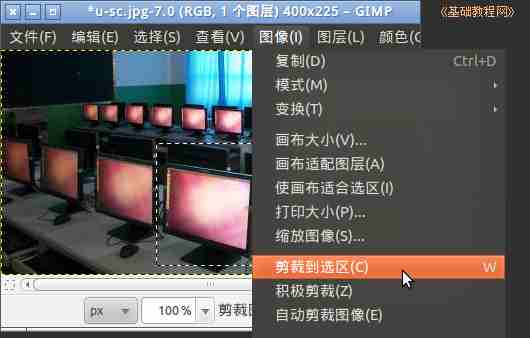 *u-sc.jpg-7.0 (RGB, 1 个图层) 400x225 – GIMP
《基础教程网》
文件(F) 编辑(E) 选择(S) 查看(V) 图像(I) 图层(L) 颜色(C
复制(D) Ctrl+D
模式(M)
变换(T)
画布大小(V)...
画布适配图层(A)
使画布适合选区(I)
打印大小(P)...
缩放图像(S)...
剪裁到选区(C) W
积极剪裁(Z)
自动剪裁图像(E)
px 100% 剪裁